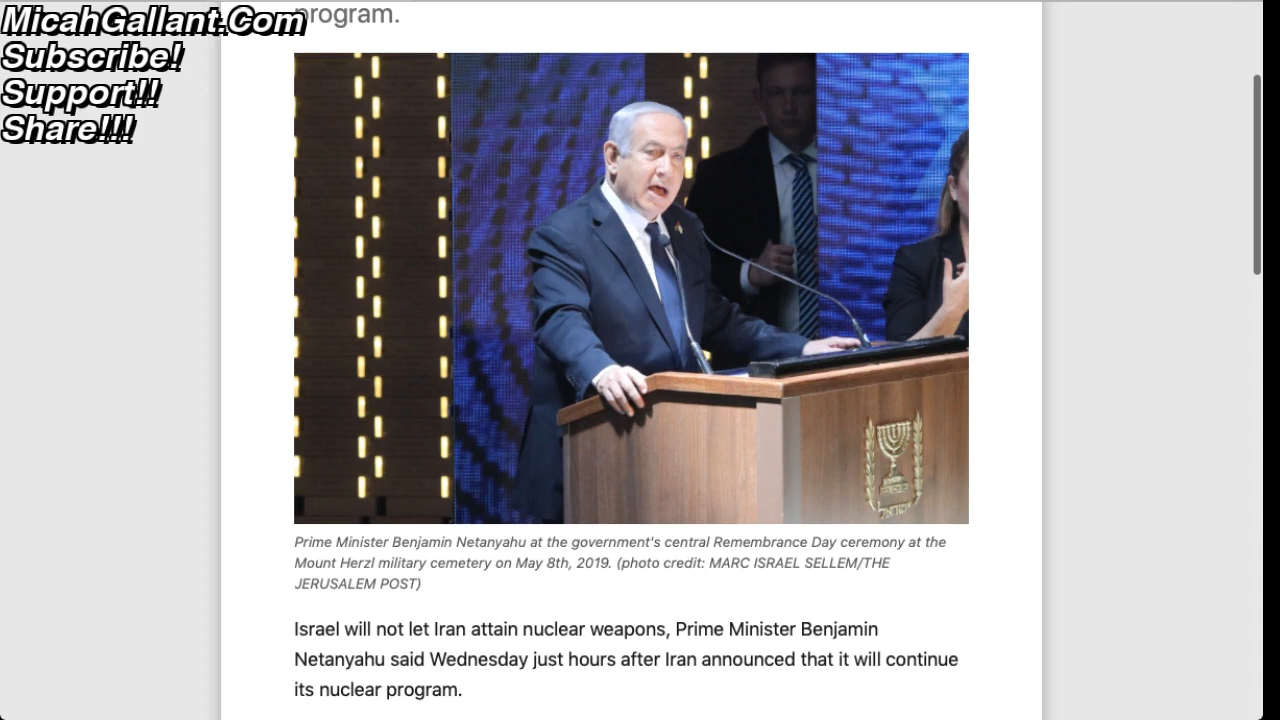 MicahGallant.Com
Subscribe!
Support!!
Share!!!
program.
ישראל
Prime Minister Benjamin Netanyahu at the government's central Remembrance Day ceremony at the
Mount Herzl military cemetery on May 8th, 2019. (photo credit: MARC ISRAEL SELLEM/THE
JERUSALEM POST)
Israel will not let Iran attain nuclear weapons, Prime Minister Benjamin
Netanyahu said Wednesday just hours after Iran announced that it will continue
its nuclear program.